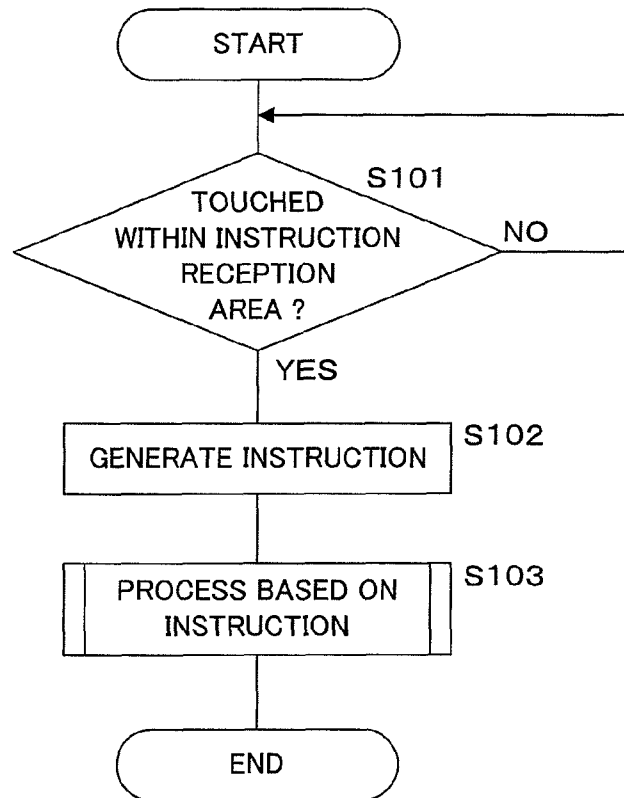 START
S101
TOUCHED
WITHIN INSTRUCTION
RECEPTION
AREA ?
NO
YES
GENERATE INSTRUCTION
S102
PROCESS BASED ON
INSTRUCTION
S103
END